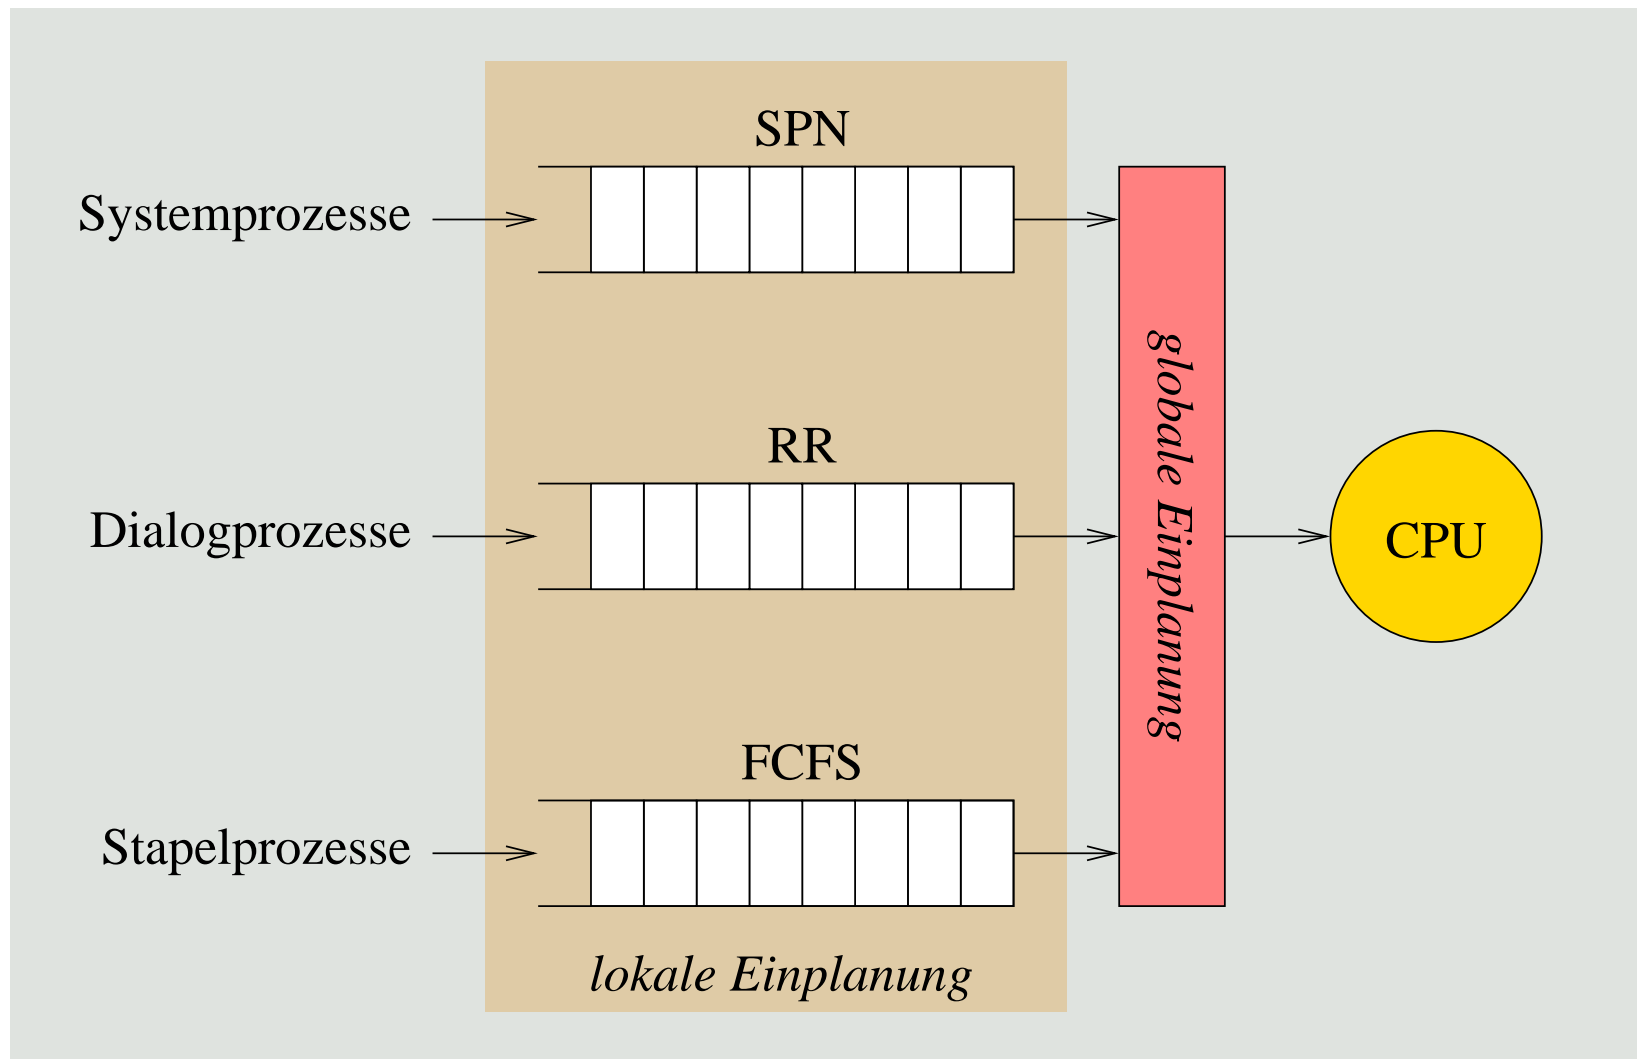 SPN
Systemprozesse
RR
Dialogprozesse
globale Einplanung
CPU
FCFS
Stapelprozesse
lokale Einplanung